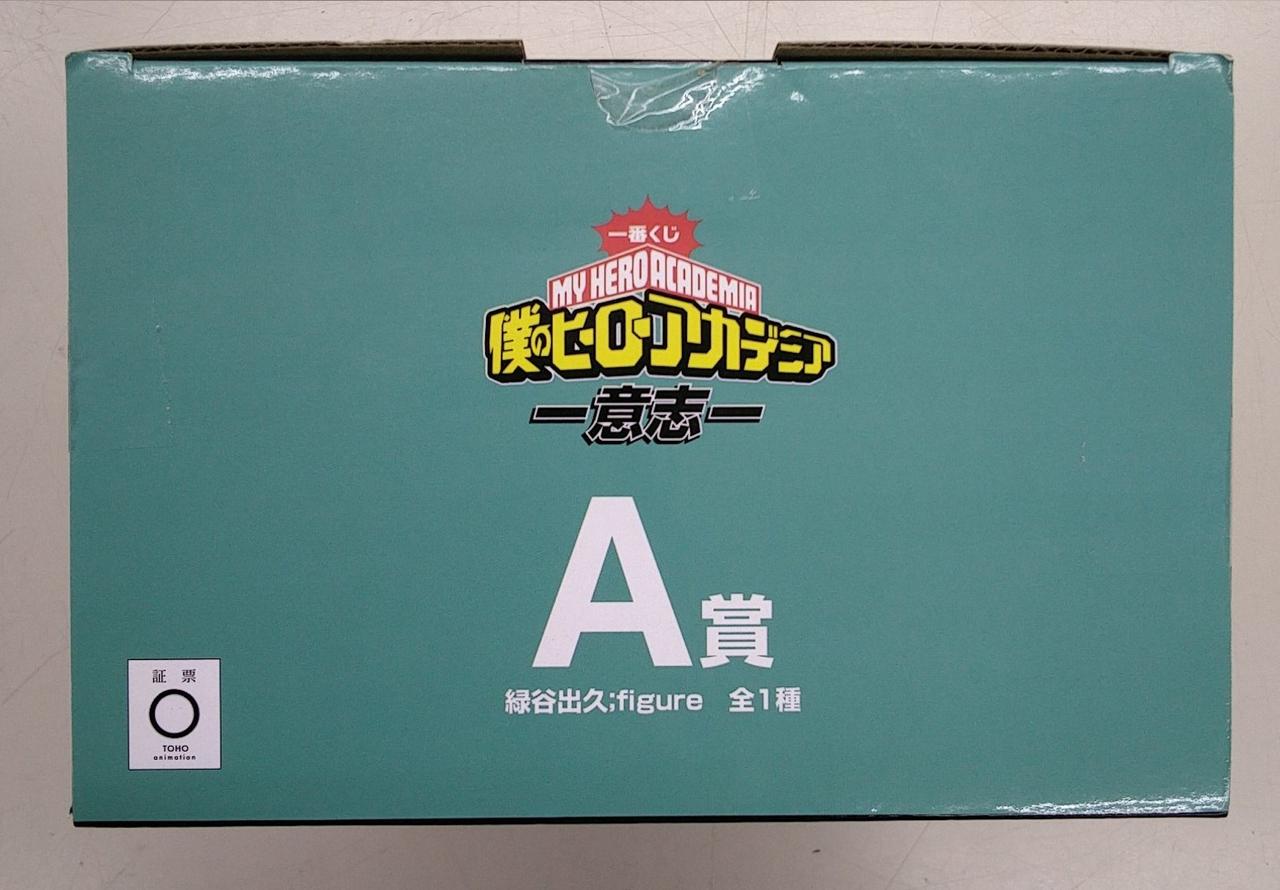 一番くじ
MY HERO ACADEMIA
僕のヒーローアカデミア
ー意志ー
A賞
緑谷出久;figure 全1種
証票
TOHO
animation